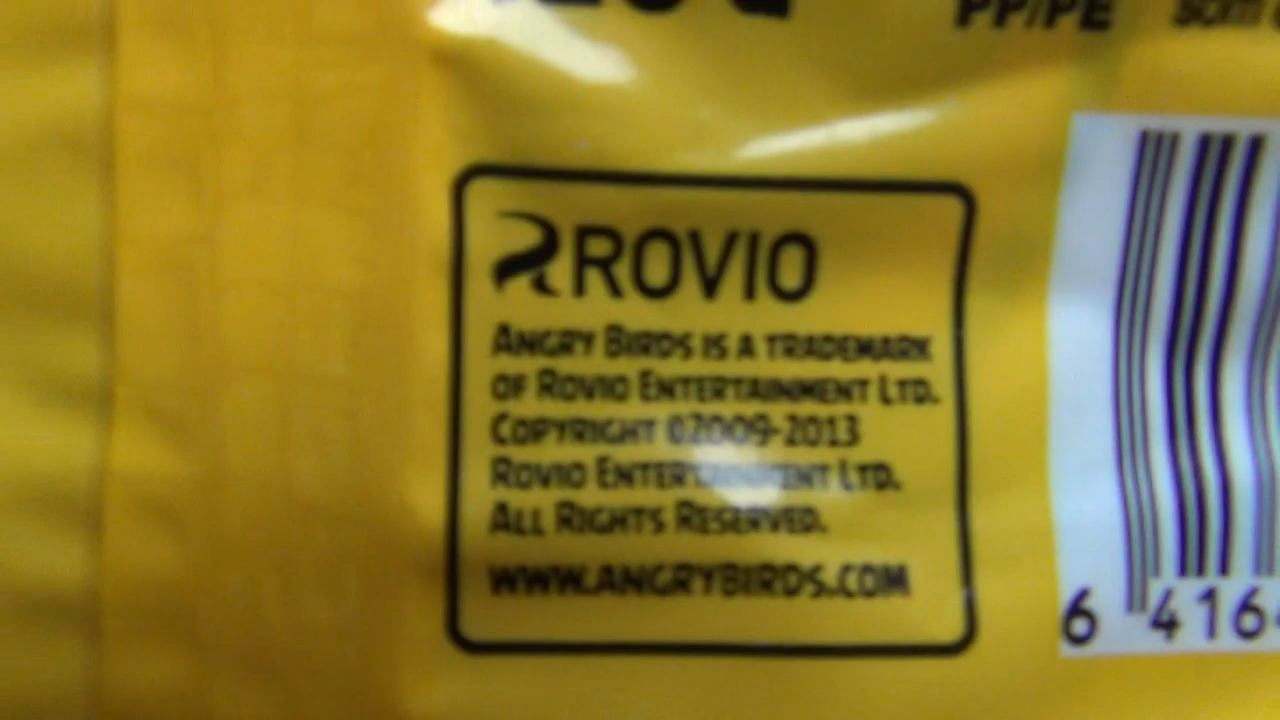 PP/PE
ROVIO
ANGRY BIRDS IS A TRADEMARK
OF ROVIO ENTERTAINMENT LTD.
COPYRIGHT ©2009-2013
ROVIO ENTERTAINMENT LTD.
ALL RIGHTS RESERVED.
WWW.ANGRYBIRDS.COM
6 416